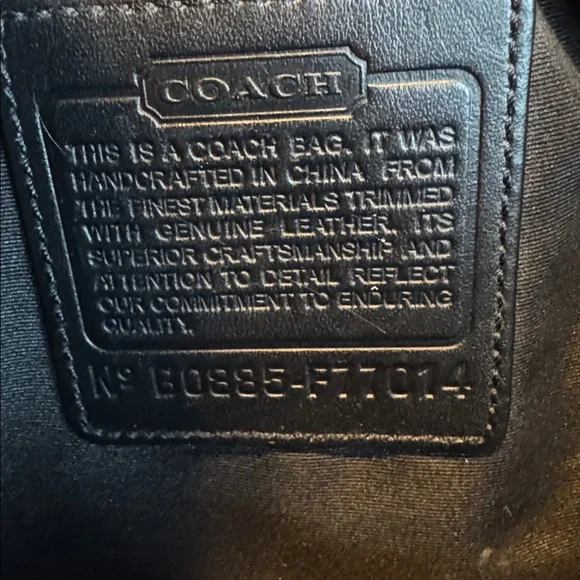 COACH
THIS IS A COACH BAG. IT WAS
HANDCRAFTED IN CHINA FROM
THE FINEST MATERIALS TRIMMED
WITH GENUINE LEATHER. ITS
SUPERIOR CRAFTSMANSHIP AND
ATTENTION TO DETAIL REFLECT
OUR COMMITMENT TO ENDURING
QUALITY.
Nº B0885-F77014